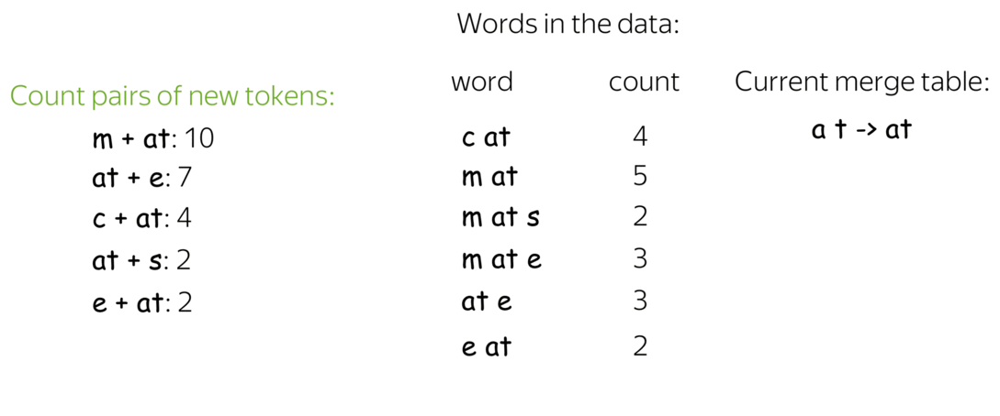 Words in the data:
word count Current merge table:
Count pairs of new tokens:
a t -> at
m + at: 10
c at 4
at + e: 7
m at 5
c + at: 4
m at s 2
at + s: 2
m at e 3
e + at: 2
at e 3
e at 2